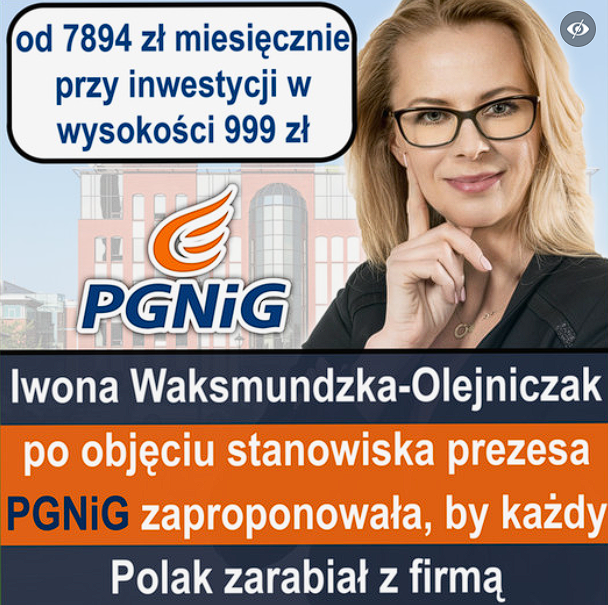 od 7894 zł miesięcznie
przy inwestycji w
wysokości 999 zł
PGNiG
Iwona Waksmundzka-Olejniczak
po objęciu stanowiska prezesa
PGNiG zaproponowała, by każdy
Polak zarabiał z firmą